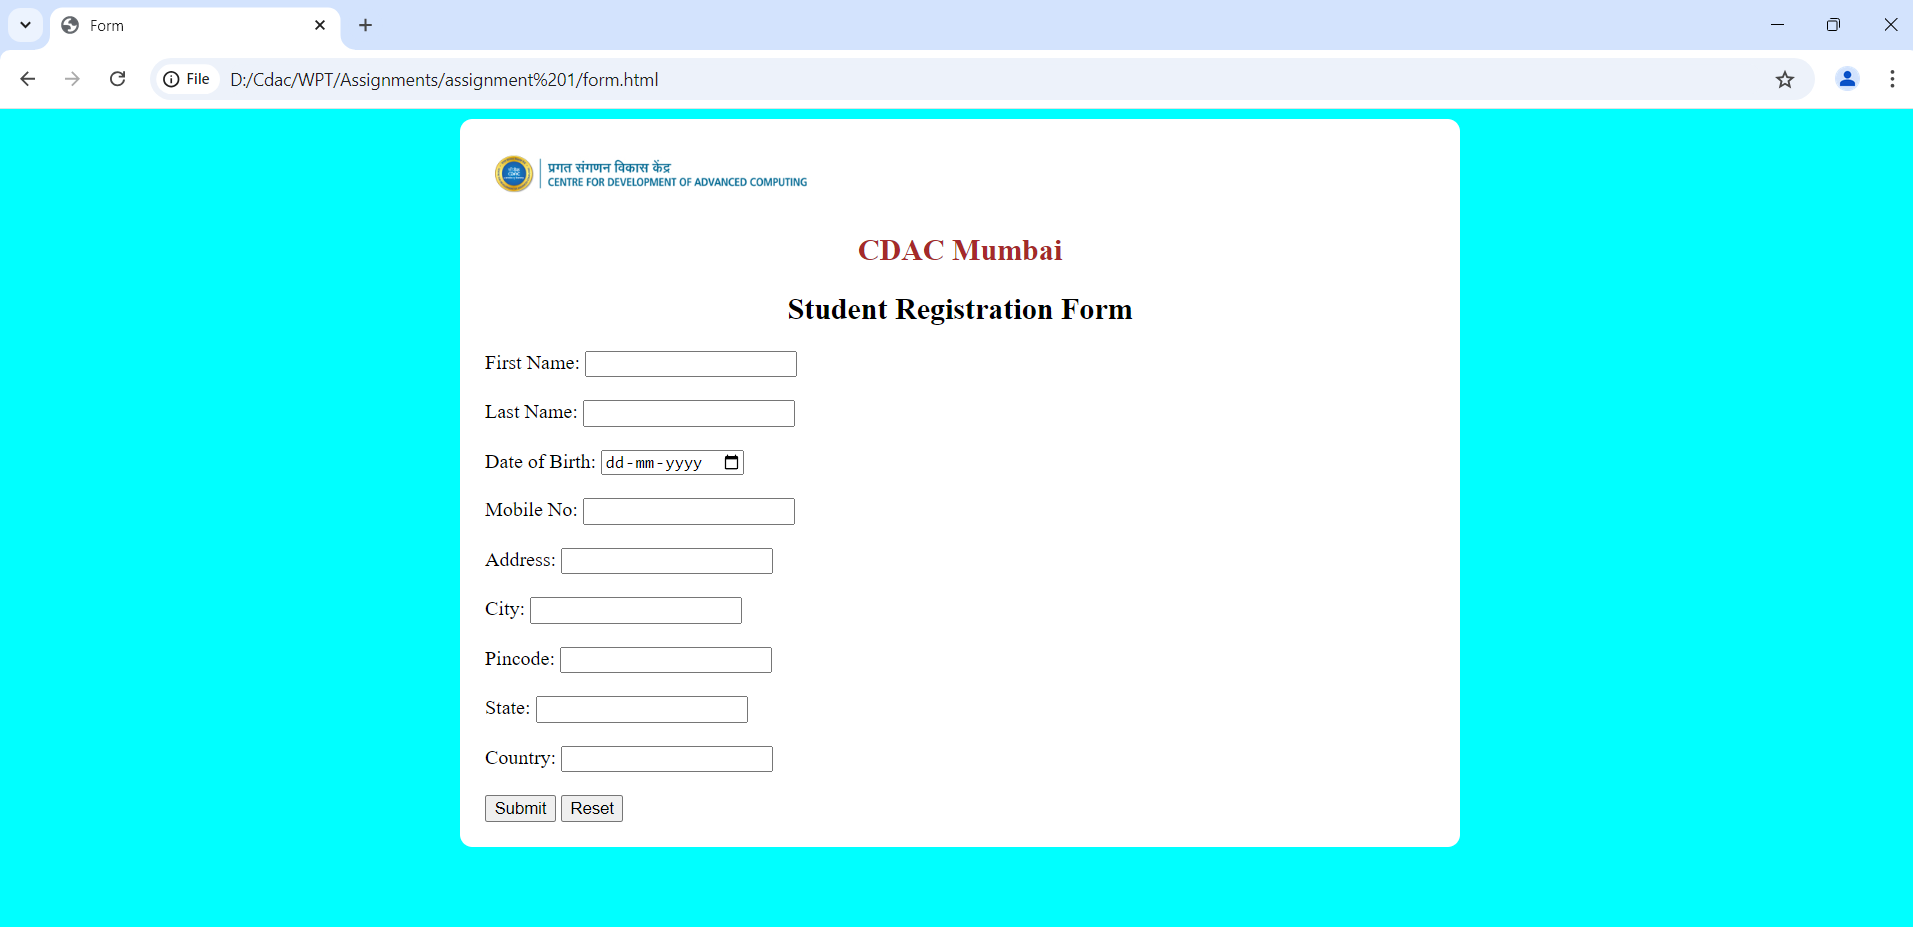 Form
File D:/Cdac/WPT/Assignments/assignment%201/form.html
प्रगत संगणन विकास केंद्र
CENTRE FOR DEVELOPMENT OF ADVANCED COMPUTING
CDAC Mumbai
Student Registration Form
First Name:
Last Name:
Date of Birth: dd-mm-yyyy
Mobile No:
Address:
City:
Pincode:
State:
Country:
Submit Reset